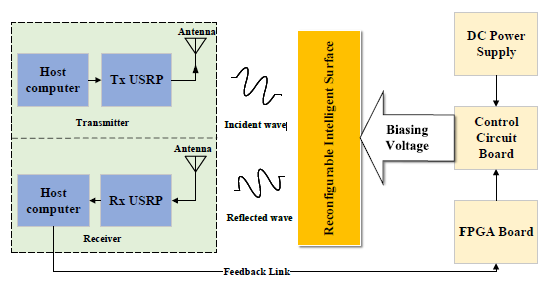 Antenna
Host
computer
Tx USRP
Transmitter
Incident wave
Antenna
Host
computer
Rx USRP
Reflected wave
Receiver
Feedback Link
Reconfigurable Intelligent Surface
Biasing
Voltage
DC Power
Supply
Control
Circuit
Board
FPGA Board